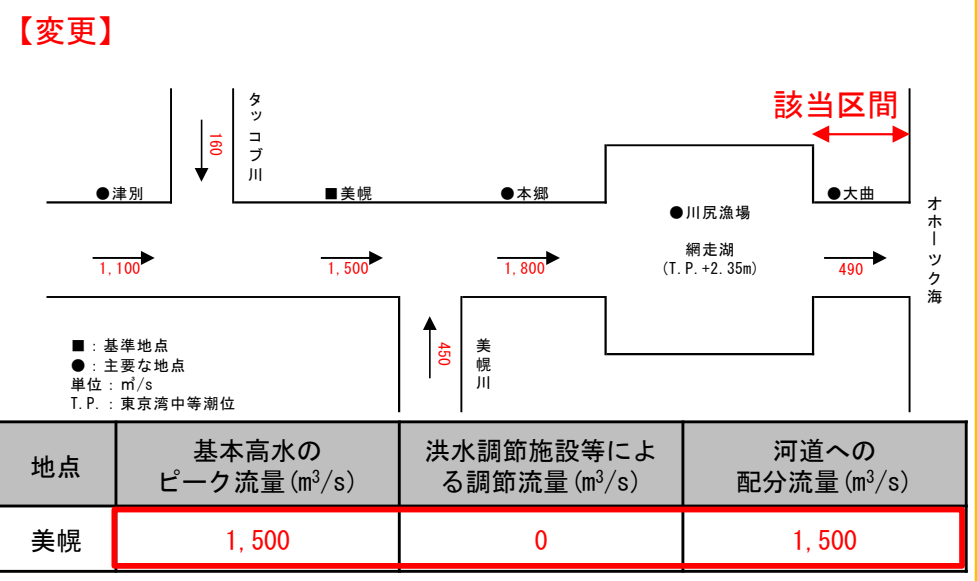 【変更】
該当区間
タッコブ川
160
●津別
■美幌
●本郷
●大曲
●川尻漁場
網走湖
(T.P.+2.35m)
オホーツク海
1,100
1,500
1,800
490
450
美幌川
■：基準地点
●：主要な地点
単位：㎥/s
T.P.：東京湾中等潮位
地点
基本高水の
ピーク流量(m³/s)
洪水調節施設等によ
る調節流量(m³/s)
河道への
配分流量(m³/s)
美幌
1,500
0
1,500